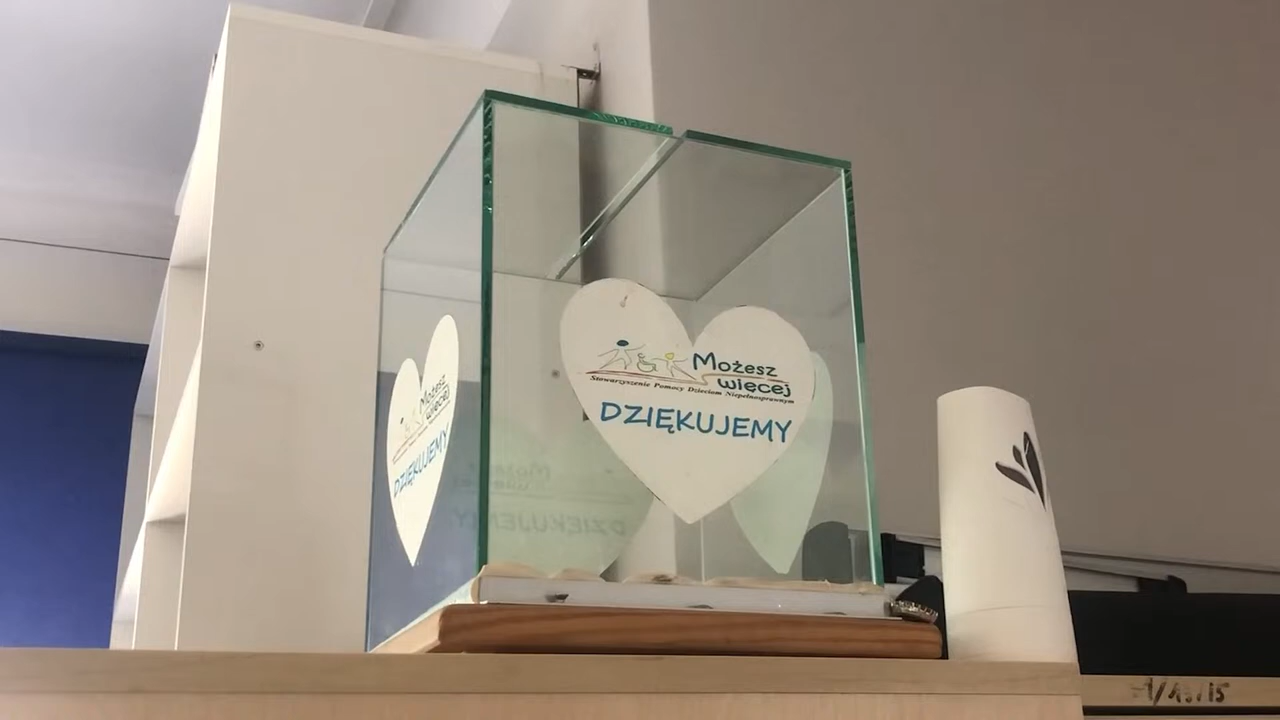 Możesz
więcej
Stowarzyszenie Pomocy Dzieciom Niepełnosprawnym
DZIĘKUJEMY
Możesz
więcej
DZIĘKUJEMY